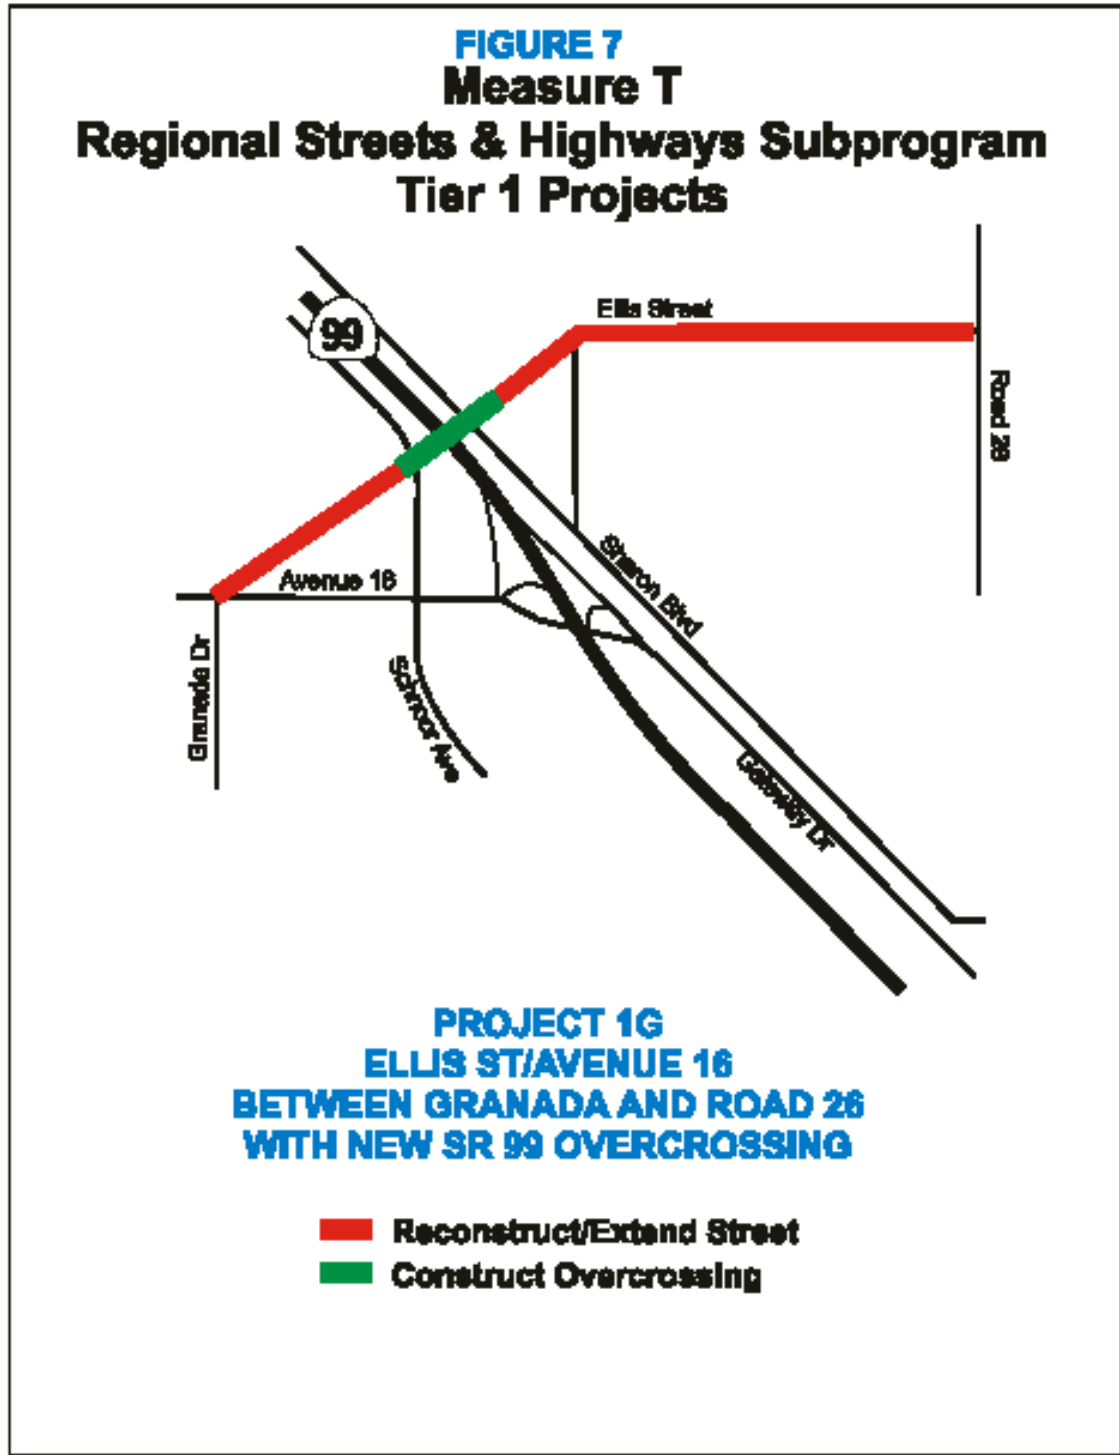 FIGURE 7
Measure T
Regional Streets & Highways Subprogram
Tier 1 Projects
99
Ellis Street
Road 26
Sharon Blvd
Avenue 16
Granada Dr
Schnoor Ave
Gateway Dr
PROJECT 1G
ELLIS ST/AVENUE 16
BETWEEN GRANADA AND ROAD 26
WITH NEW SR 99 OVERCROSSING
Reconstruct/Extend Street
Construct Overcrossing